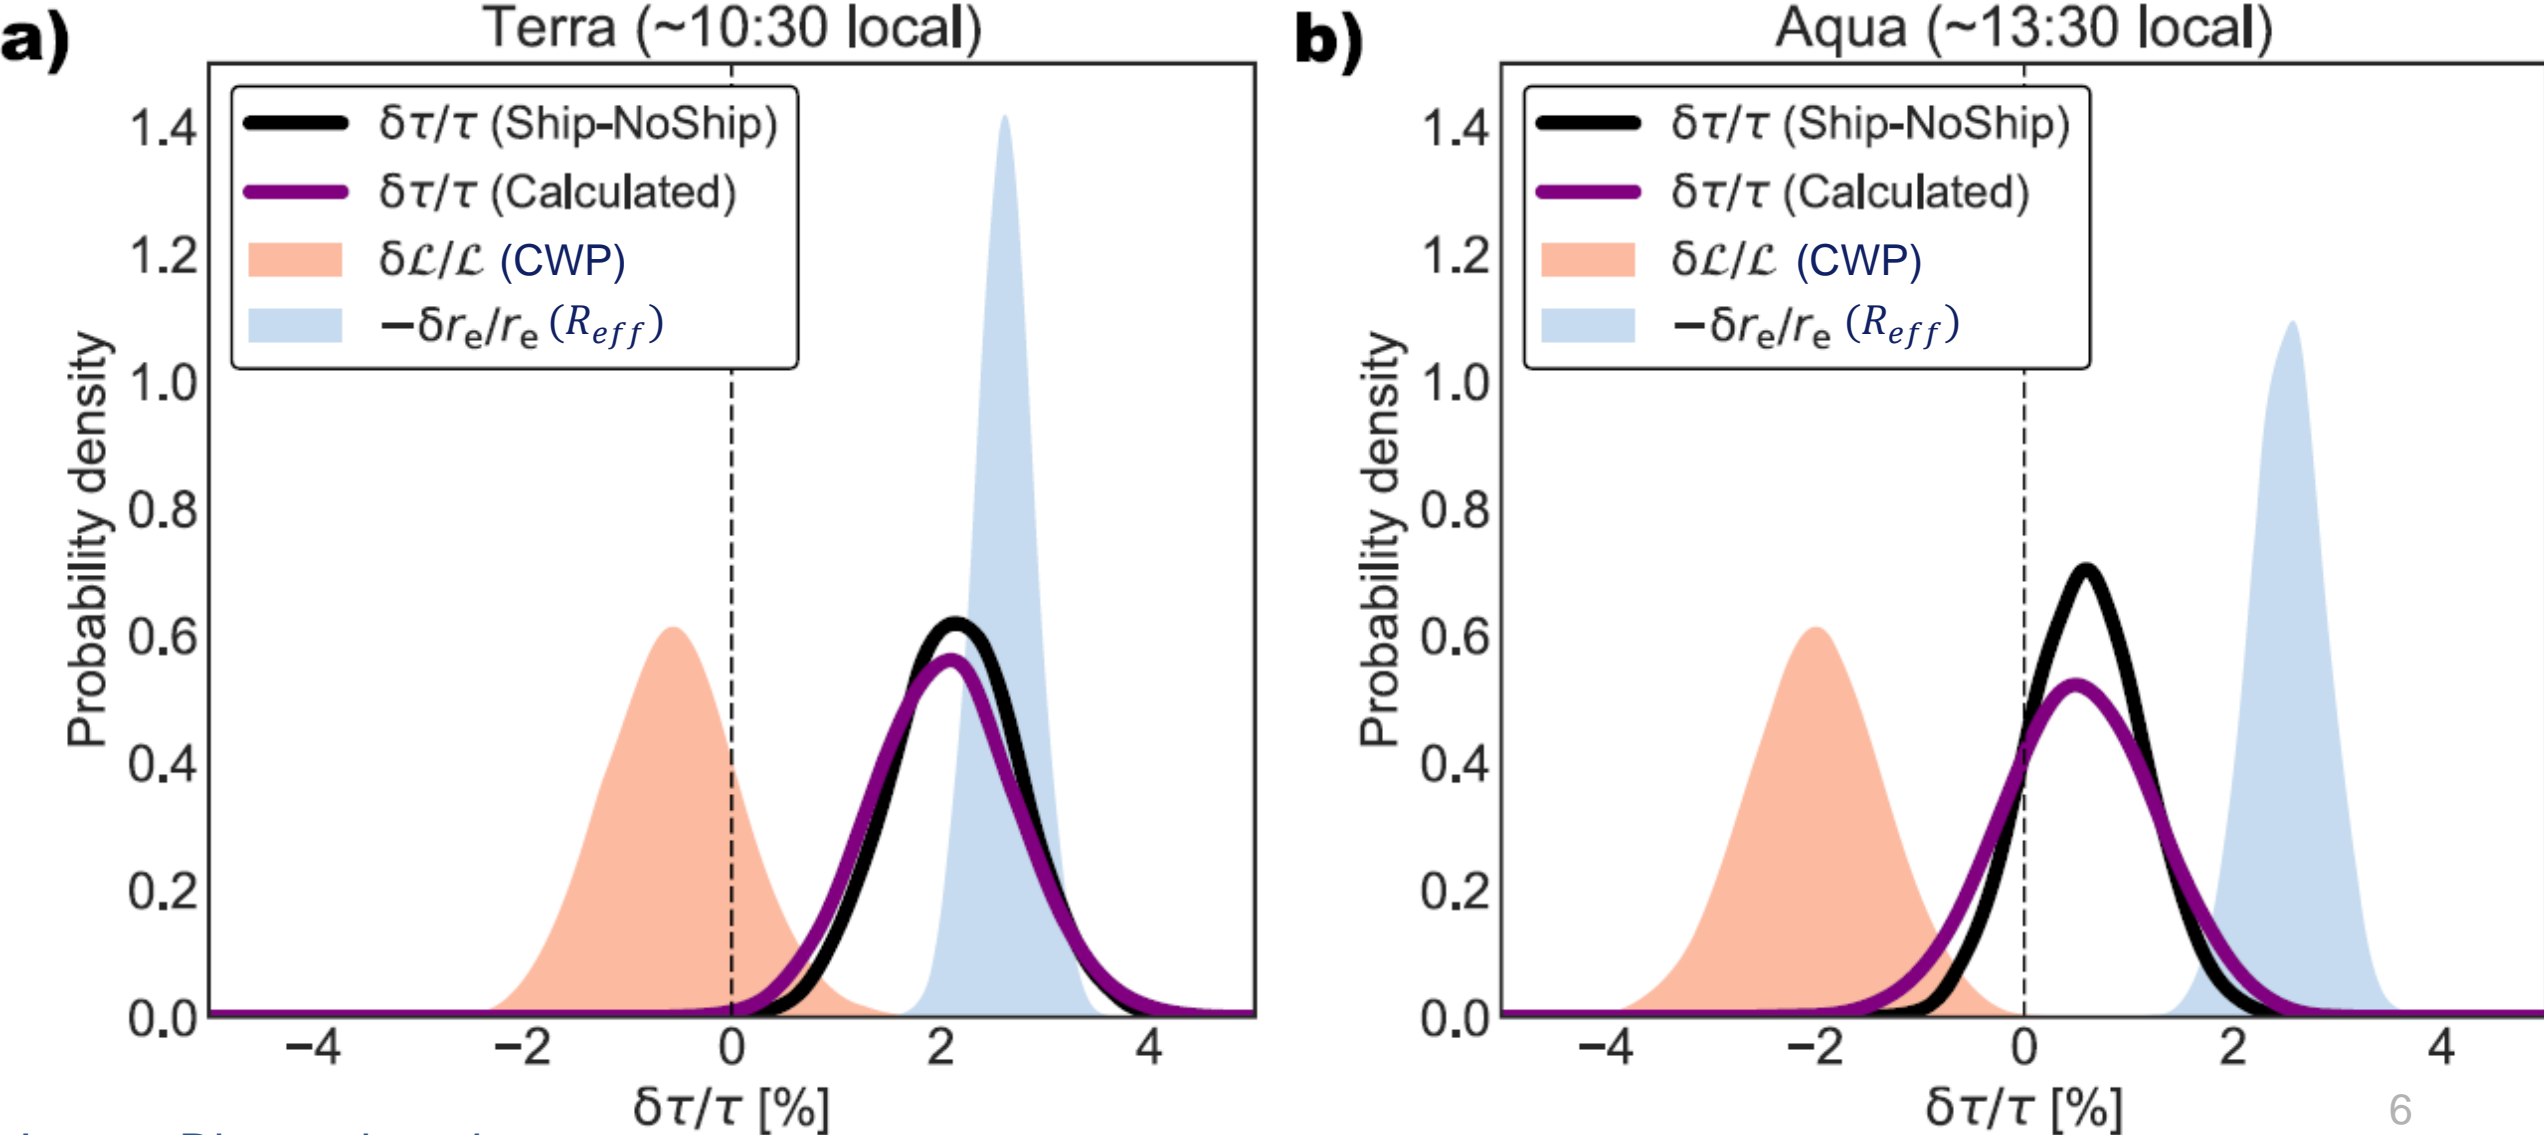 a)
Terra (~10:30 local)
δτ/τ (Ship-NoShip)
δτ/τ (Calculated)
δℒ/ℒ (CWP)
−δrₑ/rₑ (R_eff)
Probability density
1.4
1.2
1.0
0.8
0.6
0.4
0.2
0.0
−4
−2
0
2
4
δτ/τ [%]
b)
Aqua (~13:30 local)
δτ/τ (Ship-NoShip)
δτ/τ (Calculated)
δℒ/ℒ (CWP)
−δrₑ/rₑ (R_eff)
Probability density
1.4
1.2
1.0
0.8
0.6
0.4
0.2
0.0
−4
−2
0
2
4
δτ/τ [%]
6